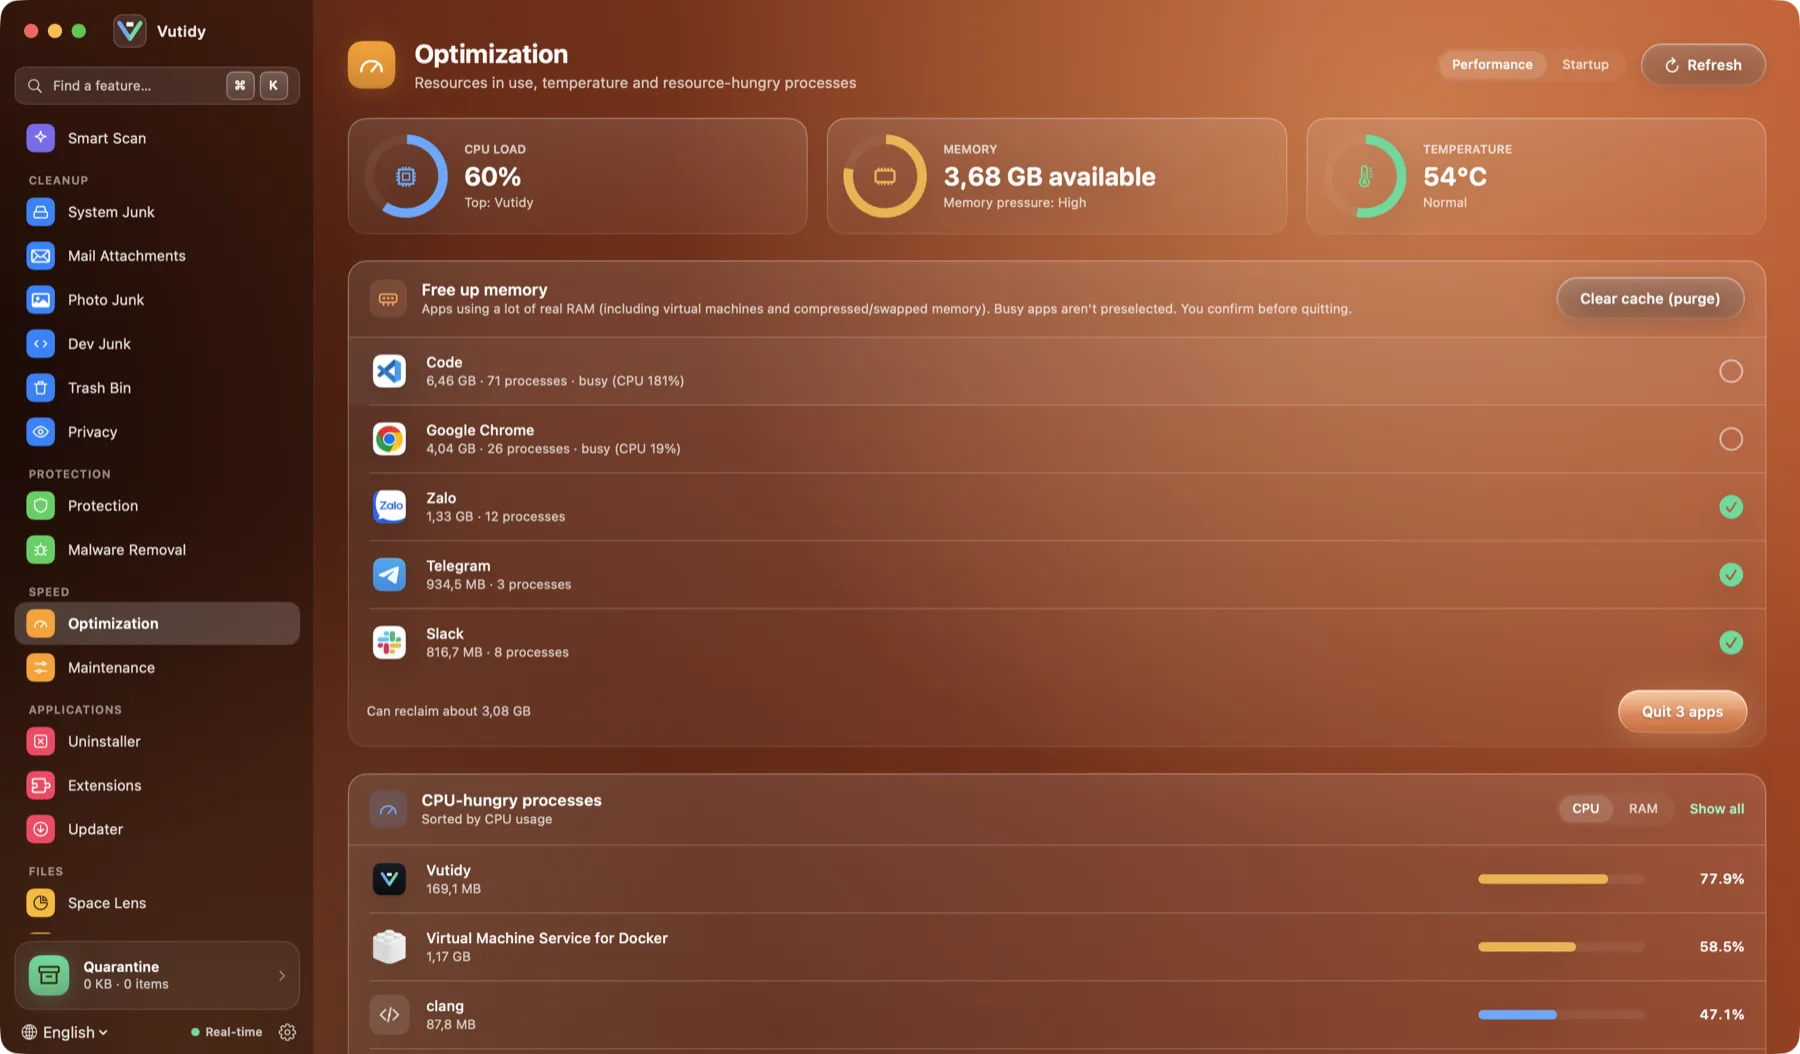 Vutidy
Find a feature...
⌘ K
Smart Scan
CLEANUP
System Junk
Mail Attachments
Photo Junk
Dev Junk
Trash Bin
Privacy
PROTECTION
Protection
Malware Removal
SPEED
Optimization
Maintenance
APPLICATIONS
Uninstaller
Extensions
Updater
FILES
Space Lens
Quarantine
0 KB · 0 items
English
Real-time
Optimization
Resources in use, temperature and resource-hungry processes
Performance
Startup
Refresh
CPU LOAD
60%
Top: Vutidy
MEMORY
3,68 GB available
Memory pressure: High
TEMPERATURE
54°C
Normal
Free up memory
Apps using a lot of real RAM (including virtual machines and compressed/swapped memory). Busy apps aren't preselected. You confirm before quitting.
Clear cache (purge)
Code
6,46 GB · 71 processes · busy (CPU 181%)
Google Chrome
4,04 GB · 26 processes · busy (CPU 19%)
Zalo
Zalo
1,33 GB · 12 processes
Telegram
934,5 MB · 3 processes
Slack
816,7 MB · 8 processes
Can reclaim about 3,08 GB
Quit 3 apps
CPU-hungry processes
Sorted by CPU usage
CPU
RAM
Show all
Vutidy
169,1 MB
77.9%
Virtual Machine Service for Docker
1,17 GB
58.5%
clang
87,8 MB
47.1%